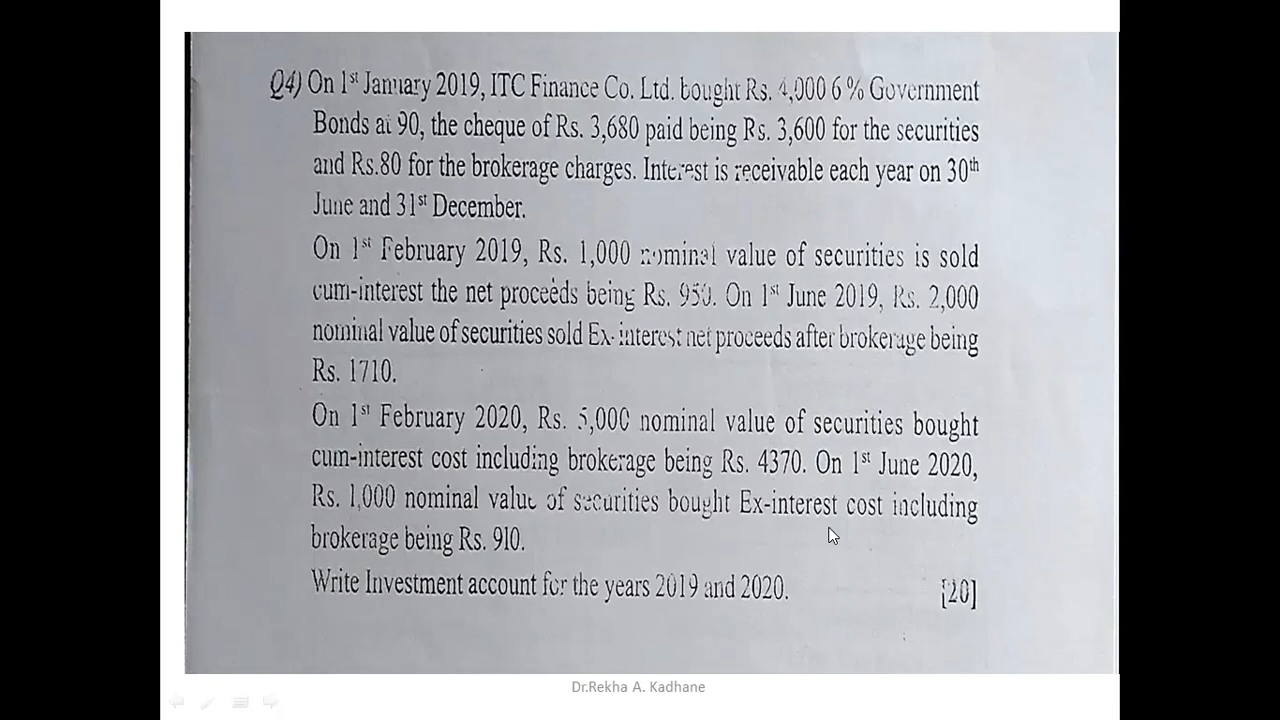 Q4) On 1st January 2019, ITC Finance Co. Ltd. bought Rs. 4,000 6 % Government
Bonds at 90, the cheque of Rs. 3,680 paid being Rs. 3,600 for the securities
and Rs.80 for the brokerage charges. Interest is receivable each year on 30th
June and 31st December.
On 1st February 2019, Rs. 1,000 nominal value of securities is sold
cum-interest the net proceeds being Rs. 950. On 1st June 2019, Rs. 2,000
nominal value of securities sold Ex-interest net proceeds after brokerage being
Rs. 1710.
On 1st February 2020, Rs. 5,000 nominal value of securities bought
cum-interest cost including brokerage being Rs. 4370. On 1st June 2020,
Rs. 1,000 nominal value of securities bought Ex-interest cost including
brokerage being Rs. 910.
Write Investment account for the years 2019 and 2020. [20]
Dr.Rekha A. Kadhane